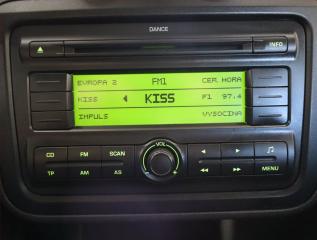 DANCE
INFO
EVROPA 2 FM1 CER. HORA
KISS KISS F1 97.4
IMPULS VYSOCINA
CD FM SCAN VOL
TP AM AS MENU